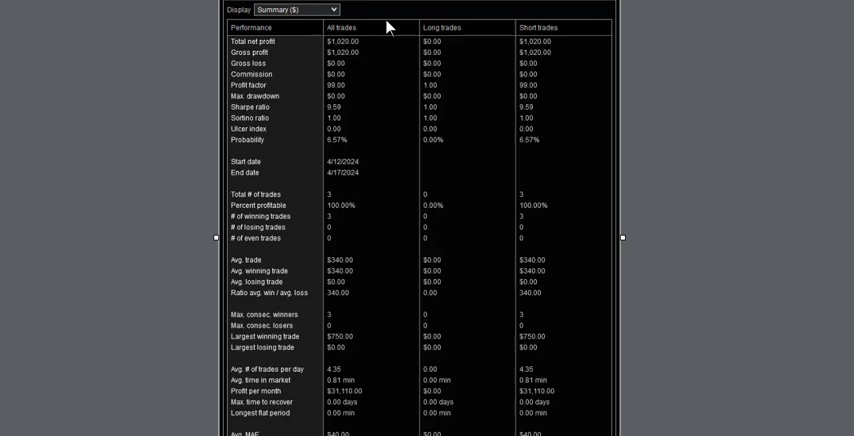 Display Summary ($)
Performance All trades Long trades Short trades
Total net profit $1,020.00 $0.00 $1,020.00
Gross profit $1,020.00 $0.00 $1,020.00
Gross loss $0.00 $0.00 $0.00
Commission $0.00 $0.00 $0.00
Profit factor 99.00 1.00 99.00
Max. drawdown $0.00 $0.00 $0.00
Sharpe ratio 9.59 1.00 9.59
Sortino ratio 1.00 1.00 1.00
Ulcer index 0.00 0.00 0.00
Probability 6.57% 0.00% 6.57%
Start date 4/12/2024
End date 4/17/2024
Total # of trades 3 0 3
Percent profitable 100.00% 0.00% 100.00%
# of winning trades 3 0 3
# of losing trades 0 0 0
# of even trades 0 0 0
Avg. trade $340.00 $0.00 $340.00
Avg. winning trade $340.00 $0.00 $340.00
Avg. losing trade $0.00 $0.00 $0.00
Ratio avg. win / avg. loss 340.00 0.00 340.00
Max. consec. winners 3 0 3
Max. consec. losers 0 0 0
Largest winning trade $750.00 $0.00 $750.00
Largest losing trade $0.00 $0.00 $0.00
Avg. # of trades per day 4.35 0.00 4.35
Avg. time in market 0.81 min 0.00 min 0.81 min
Profit per month $31,110.00 $0.00 $31,110.00
Max. time to recover 0.00 days 0.00 days 0.00 days
Longest flat period 0.00 min 0.00 min 0.00 min
Avg. MAE $40.00 $0.00 $40.00